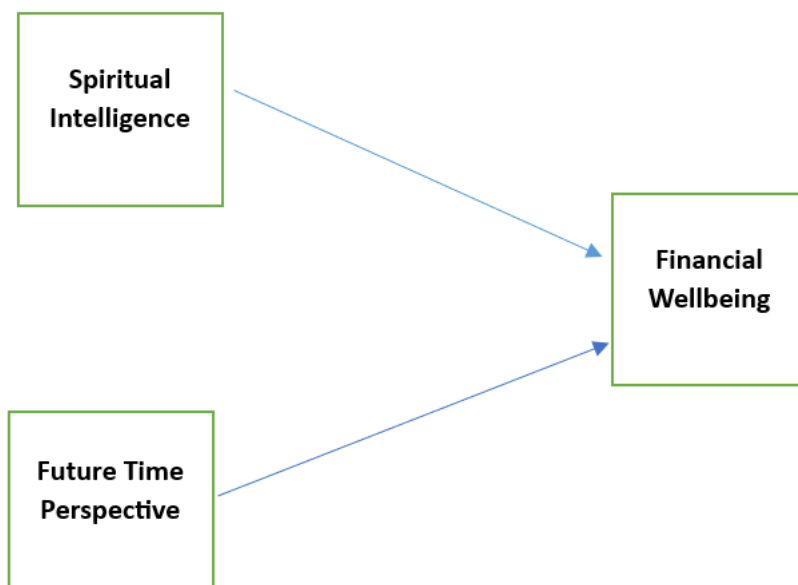 Spiritual
Intelligence
Financial
Wellbeing
Future Time
Perspective